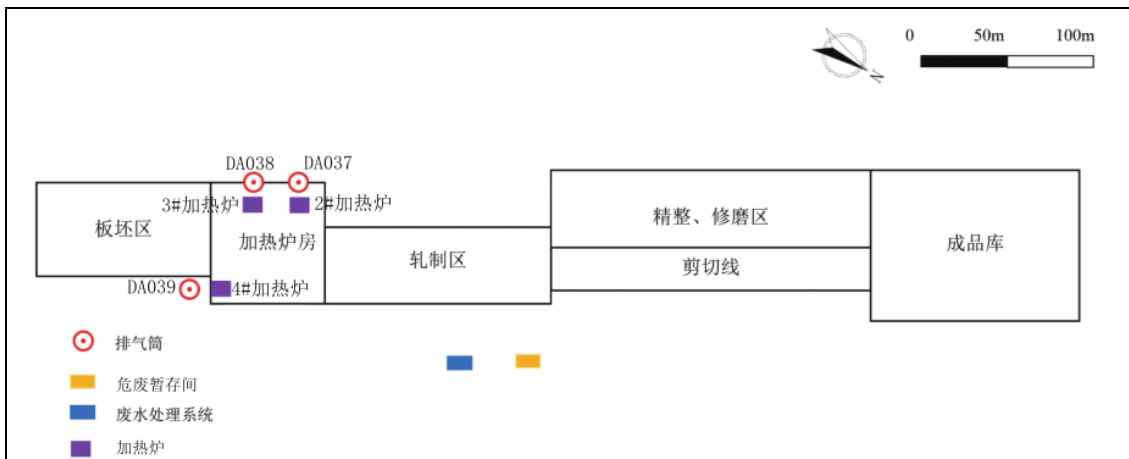 0 50m 100m
N
DA038 DA037
3#加热炉 2#加热炉
板坯区
加热炉房
精整、修磨区
成品库
轧制区
剪切线
DA039 4#加热炉
排气筒
危废暂存间
废水处理系统
加热炉